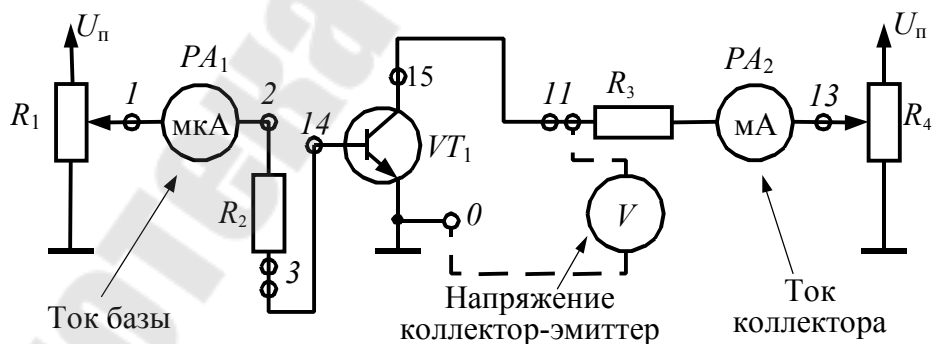 Uп
PA1
15
PA2
Uп
R1
1
мкА
2
14
VT1
11
R3
мА
13
R4
R2
0
V
3
Ток базы
Напряжение
коллектор-эмиттер
Ток
коллектора